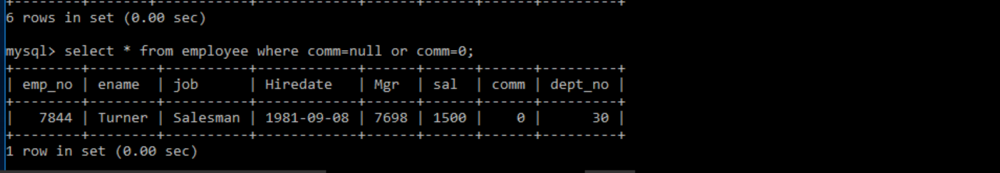 6 rows in set (0.00 sec)
mysql> select * from employee where comm=null or comm=0;
+--------+--------+----------+------------+------+------+------+---------+
| emp_no | ename  | job      | Hiredate   | Mgr  | sal  | comm | dept_no |
+--------+--------+----------+------------+------+------+------+---------+
|   7844 | Turner | Salesman | 1981-09-08 | 7698 | 1500 |    0 |      30 |
+--------+--------+----------+------------+------+------+------+---------+
1 row in set (0.00 sec)